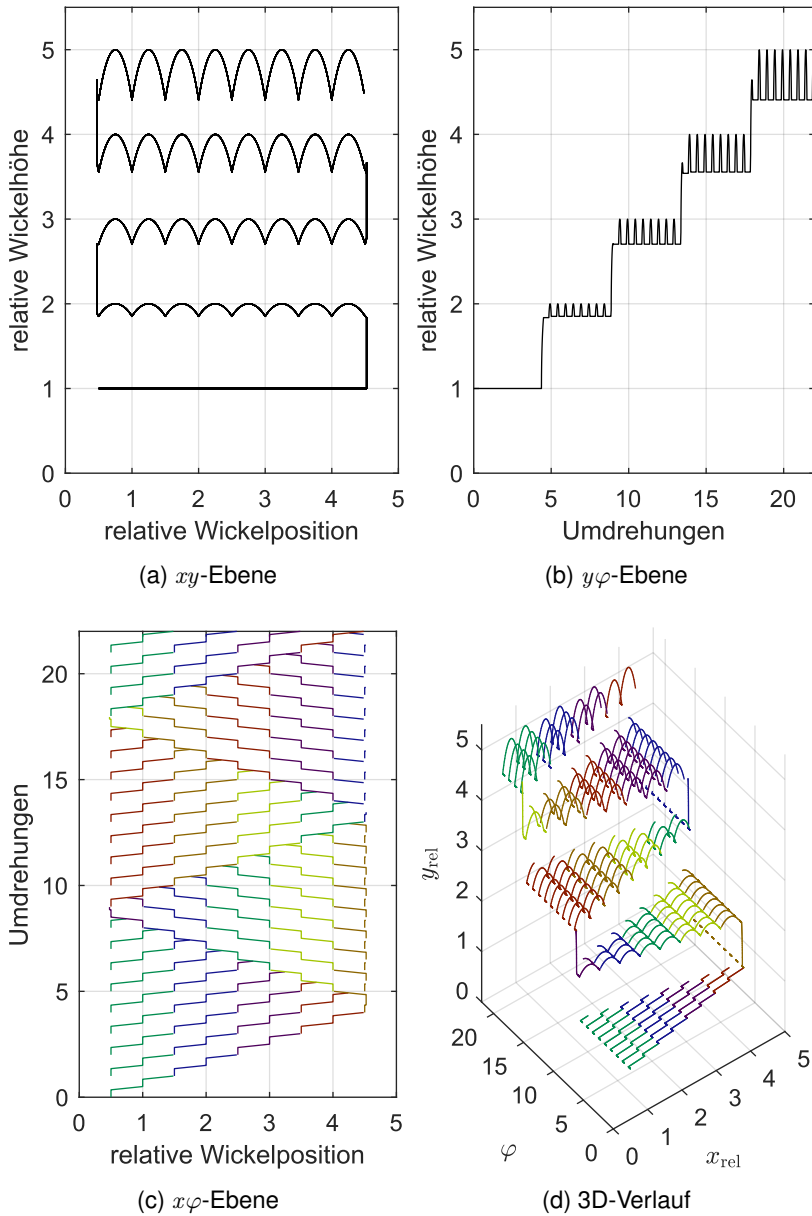 5
4
3
2
1
0
relative Wickelhöhe
0 1 2 3 4 5
relative Wickelposition
(a) xy-Ebene
5
4
3
2
1
0
relative Wickelhöhe
0 5 10 15 20
Umdrehungen
(b) yφ-Ebene
20
15
10
5
0
Umdrehungen
0 1 2 3 4 5
relative Wickelposition
(c) xφ-Ebene
5
4
3
2
1
0
y_rel
20
15
10
5
0
φ
0
1
2
3
4
5
x_rel
(d) 3D-Verlauf